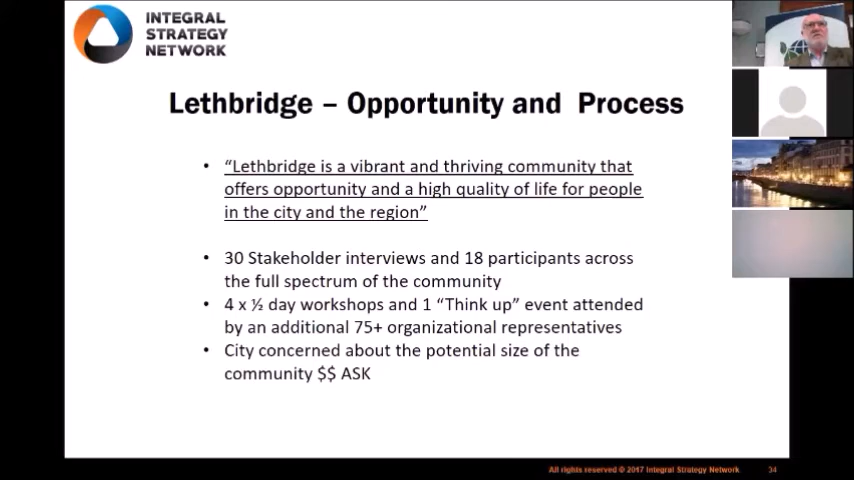 INTEGRAL
STRATEGY
NETWORK
Lethbridge – Opportunity and Process
• “Lethbridge is a vibrant and thriving community that
offers opportunity and a high quality of life for people
in the city and the region”
• 30 Stakeholder interviews and 18 participants across
the full spectrum of the community
• 4 x ½ day workshops and 1 “Think up” event attended
by an additional 75+ organizational representatives
• City concerned about the potential size of the
community $$ ASK
All rights reserved © 2017 Integral Strategy Network 34